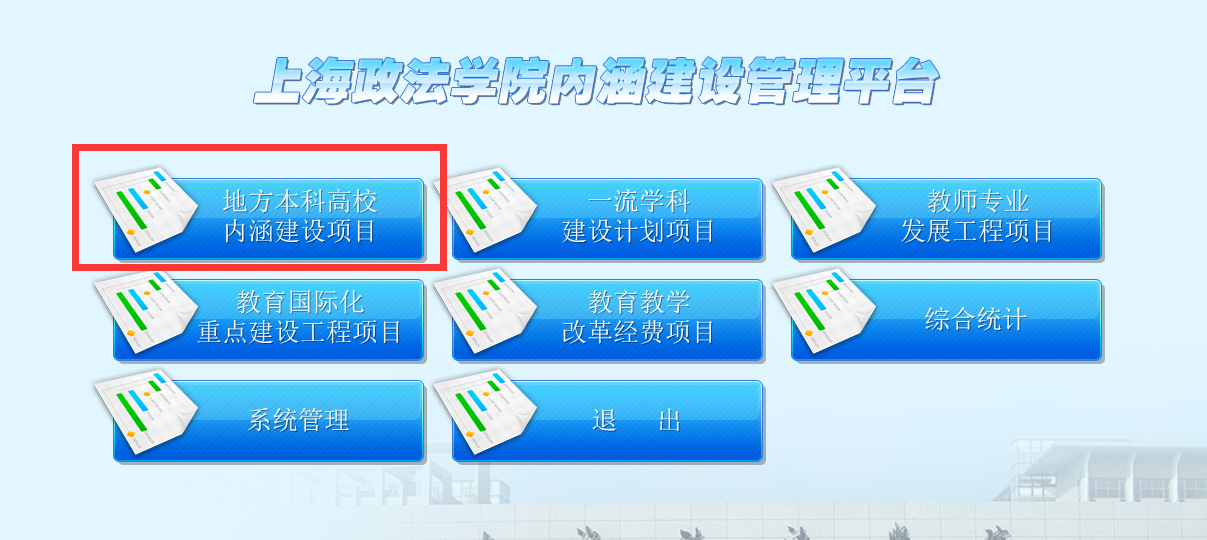 上海政法学院内涵建设管理平台
地方本科高校
内涵建设项目
一流学科
建设计划项目
教师专业
发展工程项目
教育国际化
重点建设工程项目
教育教学
改革经费项目
综合统计
系统管理
退 出